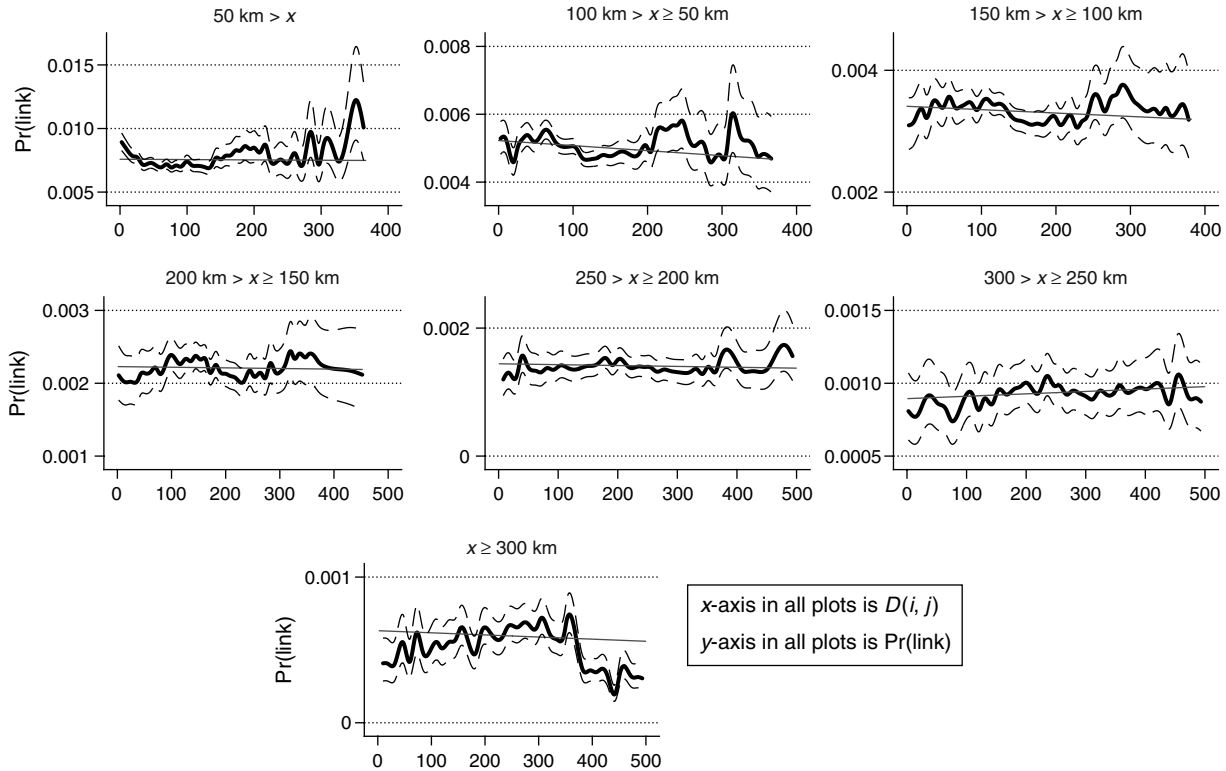 50 km > x
100 km > x ≥ 50 km
150 km > x ≥ 100 km
Pr(link)
0.015
0.010
0.005
0 100 200 300 400
0.008
0.006
0.004
0 100 200 300 400
0.004
0.002
0 100 200 300 400 500
200 km > x ≥ 150 km
250 > x ≥ 200 km
300 > x ≥ 250 km
Pr(link)
0.003
0.002
0.001
0 100 200 300 400 500
0.002
0
0 100 200 300 400 500
0.0015
0.0010
0.0005
0 100 200 300 400 500
x ≥ 300 km
Pr(link)
0.001
0
0 100 200 300 400 500
x-axis in all plots is D(i, j)
y-axis in all plots is Pr(link)